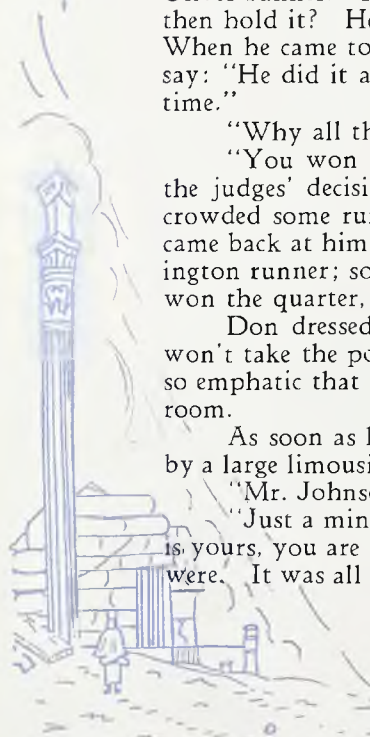 then hold it? He
When he came to
say: "He did it a
time."
"Why all th
"You won
the judges' decisi
crowded some ru
came back at him
ington runner; so
won the quarter,
Don dressed
won't take the po
so emphatic that
room.
As soon as
by a large limousi
"Mr. Johns
"Just a min
is yours, you are
were. It was all